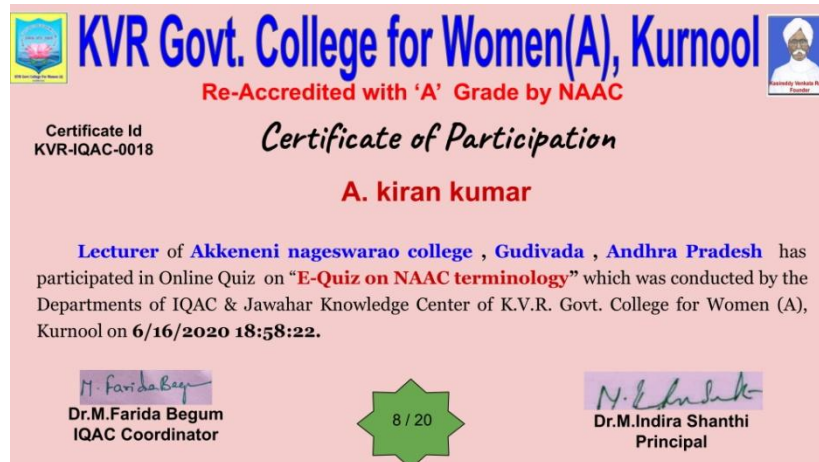 KVR Govt. College for Women(A), Kurnool
Re-Accredited with ‘A’ Grade by NAAC
Certificate Id
KVR-IQAC-0018
Certificate of Participation
A. kiran kumar
Lecturer of Akkeneni nageswarao college , Gudivada , Andhra Pradesh has
participated in Online Quiz on “E-Quiz on NAAC terminology” which was conducted by the
Departments of IQAC & Jawahar Knowledge Center of K.V.R. Govt. College for Women (A),
Kurnool on 6/16/2020 18:58:22.
M. Farida Begum
Dr.M.Farida Begum
IQAC Coordinator
8 / 20
Dr.M.Indira Shanthi
Principal
Founder